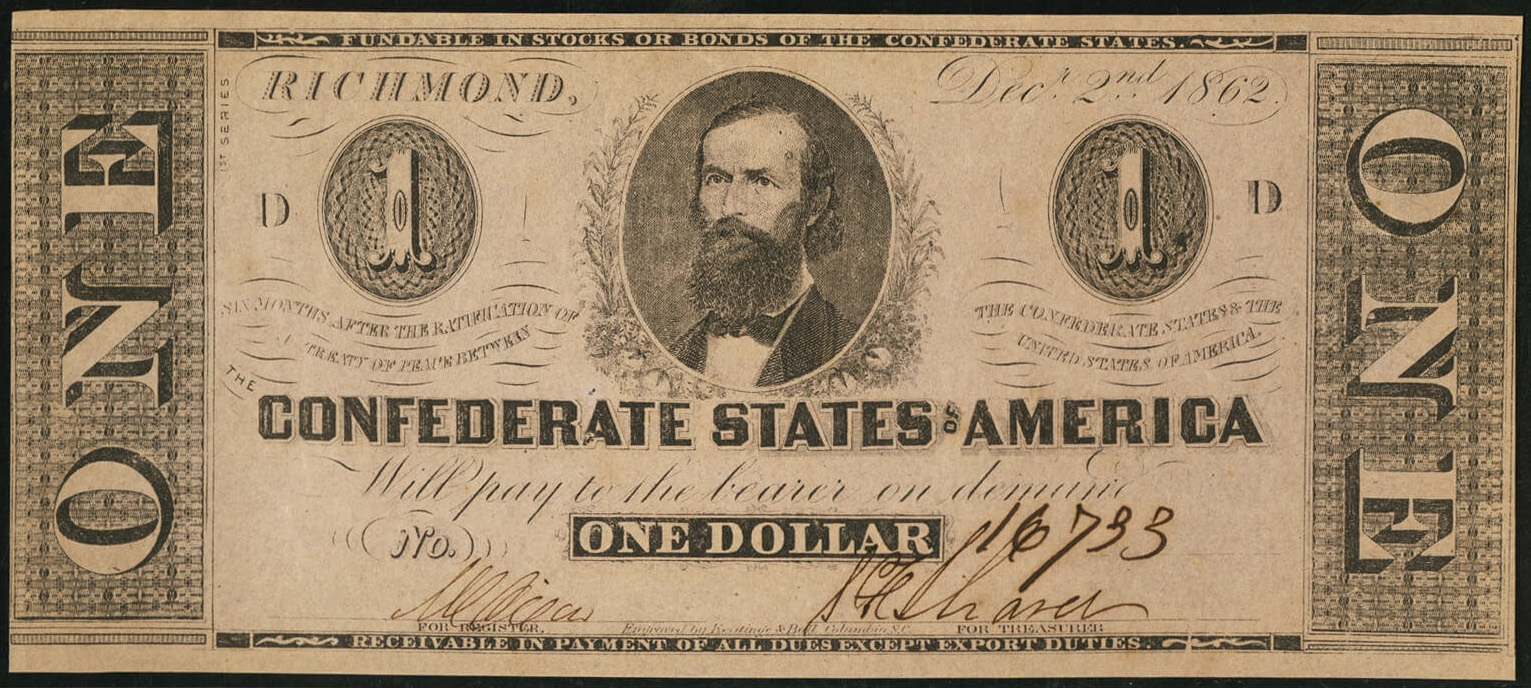 FUNDABLE IN STOCKS OR BONDS OF THE CONFEDERATE STATES.
RICHMOND,
Decr. 2nd 1862.
1ST SERIES
ONE
ONE
1
1
D
D
SIX MONTHS AFTER THE RATIFICATION OF
A TREATY OF PEACE BETWEEN
THE CONFEDERATE STATES & THE
UNITED STATES OF AMERICA.
THE
CONFEDERATE STATES OF AMERICA
Will pay to the bearer on demand
No.
ONE DOLLAR
16733
FOR REGISTER.
Engraved by Keatinge & Ball, Columbia S.C.
FOR TREASURER
RECEIVABLE IN PAYMENT OF ALL DUES EXCEPT EXPORT DUTIES.